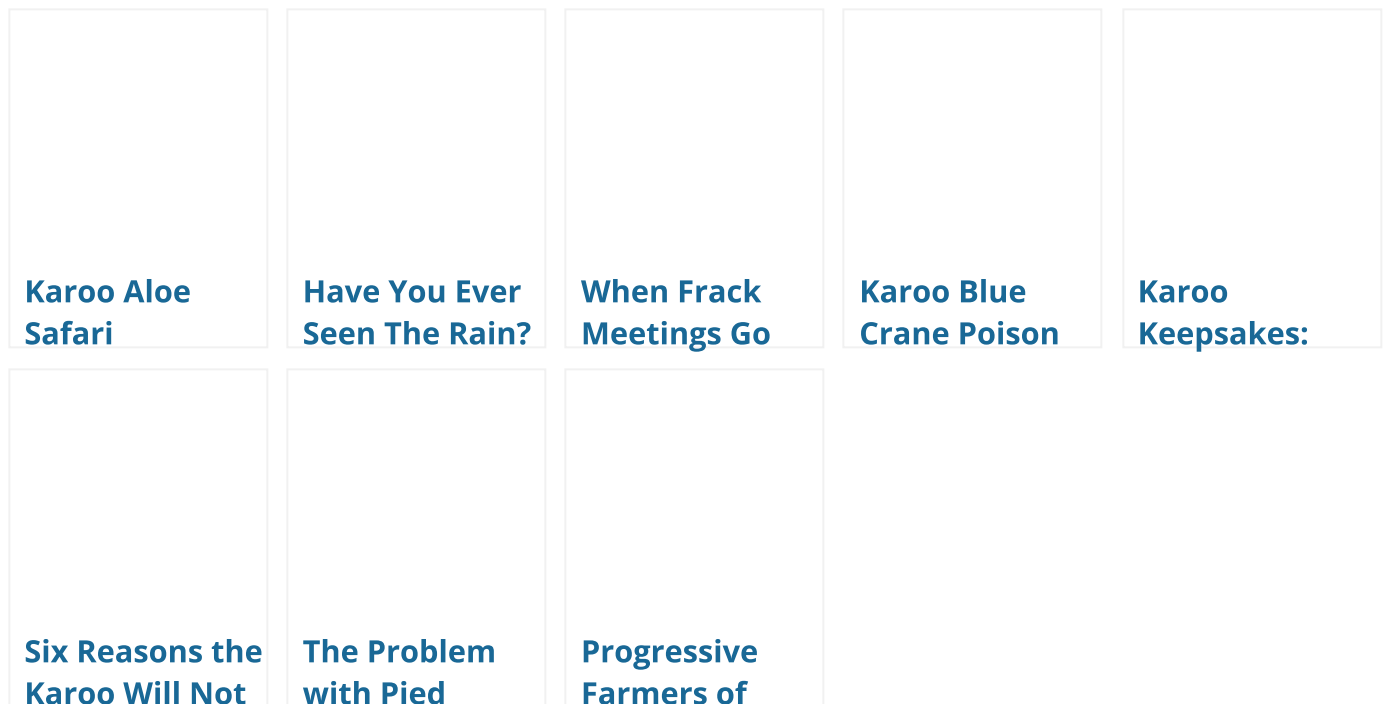 Karoo Aloe
Safari
Have You Ever
Seen The Rain?
When Frack
Meetings Go
Karoo Blue
Crane Poison
Karoo
Keepsakes:
Six Reasons the
Karoo Will Not
The Problem
with Pied
Progressive
Farmers of